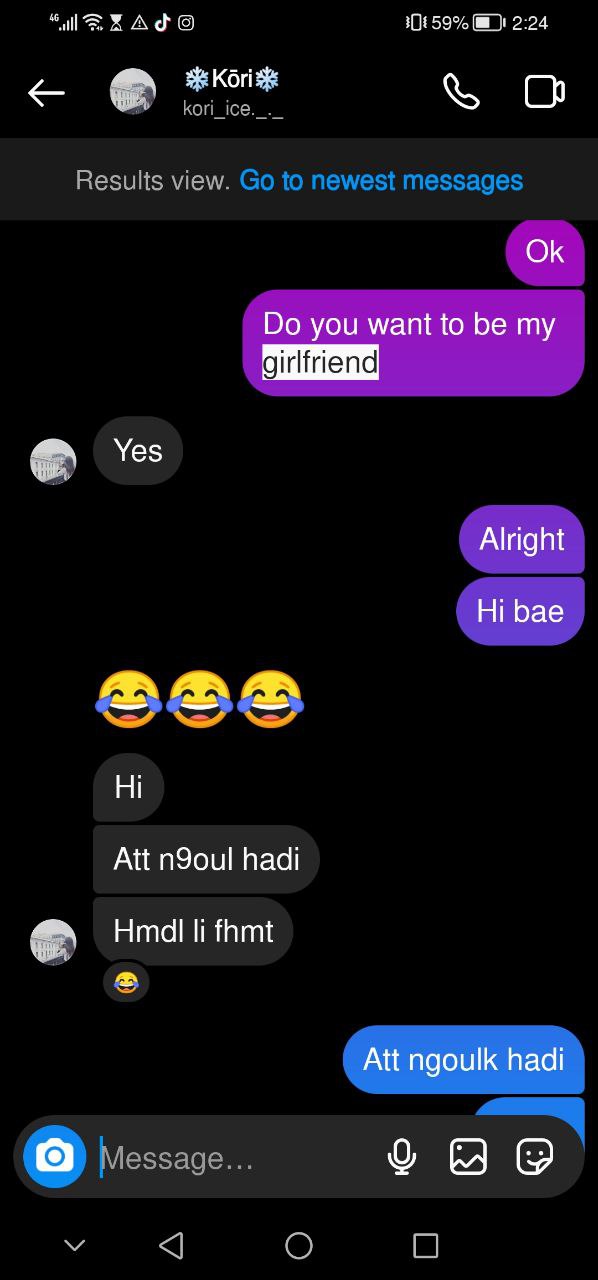 4G 59% 2:24
❄Kōri❄
kori_ice._._
Results view. Go to newest messages
Ok
Do you want to be my
girlfriend
Yes
Alright
Hi bae
😂😂😂
Hi
Att n9oul hadi
Hmdl li fhmt
😂
Att ngoulk hadi
Message...